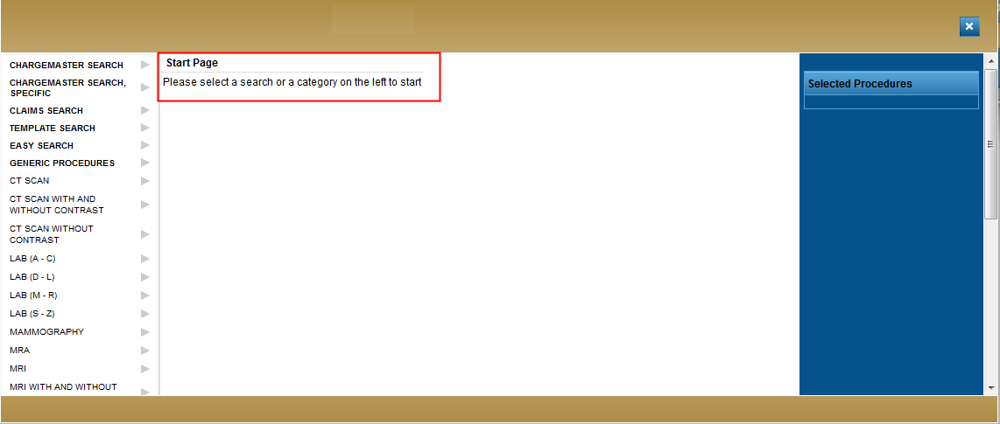 CHARGEMASTER SEARCH
CHARGEMASTER SEARCH,
SPECIFIC
CLAIMS SEARCH
TEMPLATE SEARCH
EASY SEARCH
GENERIC PROCEDURES
CT SCAN
CT SCAN WITH AND
WITHOUT CONTRAST
CT SCAN WITHOUT
CONTRAST
LAB (A - C)
LAB (D - L)
LAB (M - R)
LAB (S - Z)
MAMMOGRAPHY
MRA
MRI
MRI WITH AND WITHOUT
Start Page
Please select a search or a category on the left to start
Selected Procedures